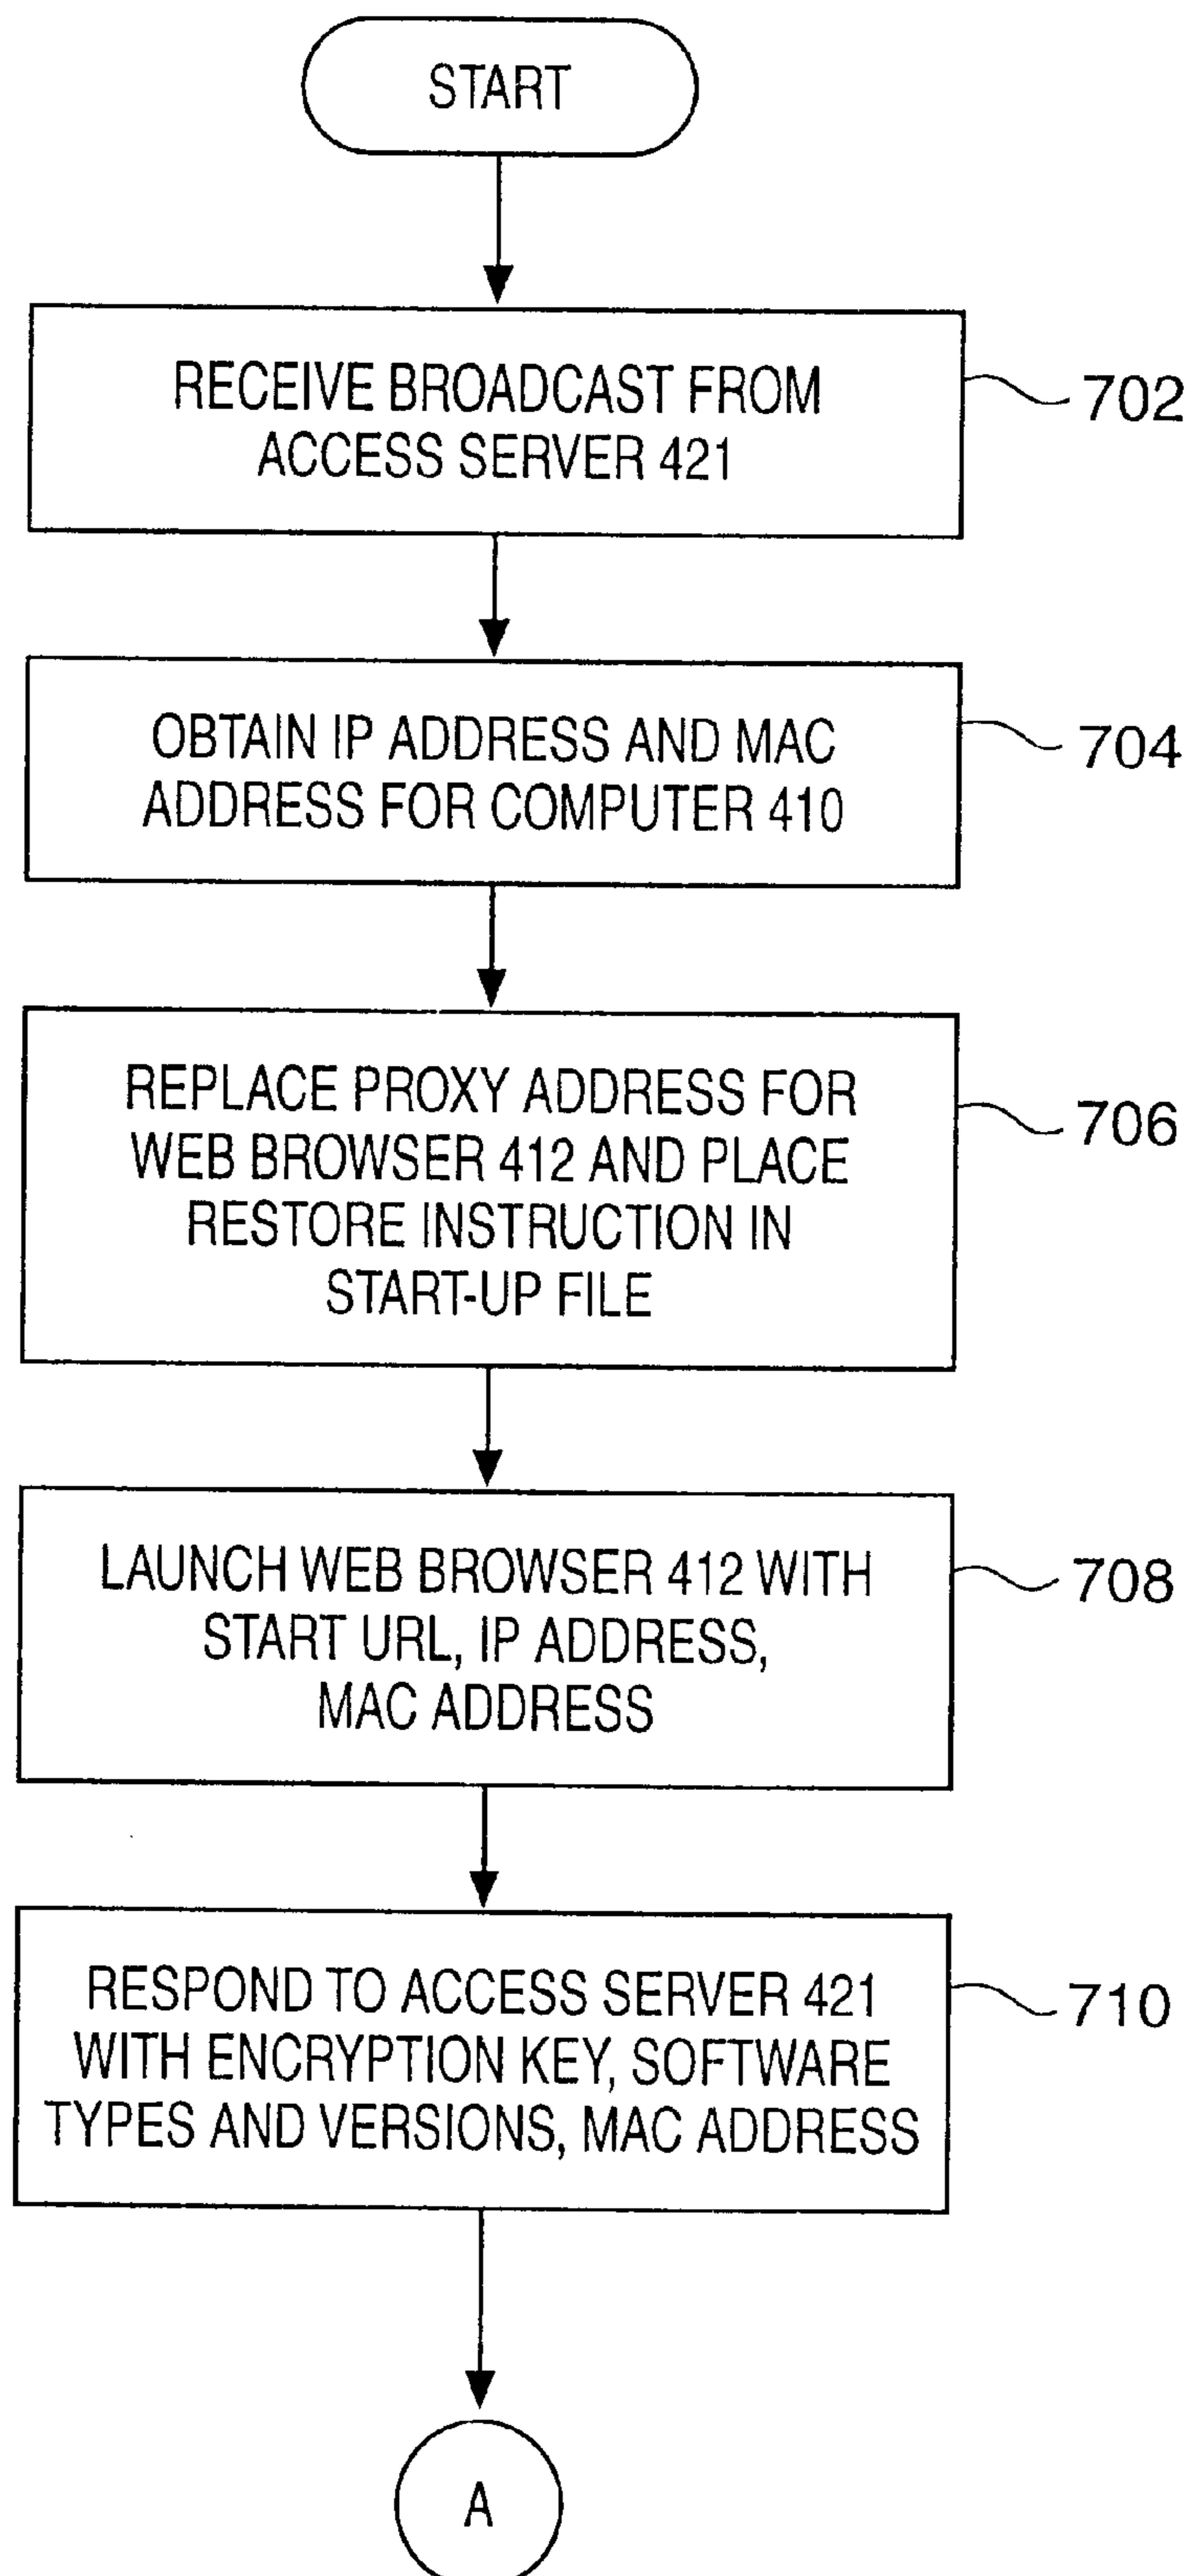 START
RECEIVE BROADCAST FROM
ACCESS SERVER 421
702
OBTAIN IP ADDRESS AND MAC
ADDRESS FOR COMPUTER 410
704
REPLACE PROXY ADDRESS FOR
WEB BROWSER 412 AND PLACE
RESTORE INSTRUCTION IN
START-UP FILE
706
LAUNCH WEB BROWSER 412 WITH
START URL, IP ADDRESS,
MAC ADDRESS
708
RESPOND TO ACCESS SERVER 421
WITH ENCRYPTION KEY, SOFTWARE
TYPES AND VERSIONS, MAC ADDRESS
710
A